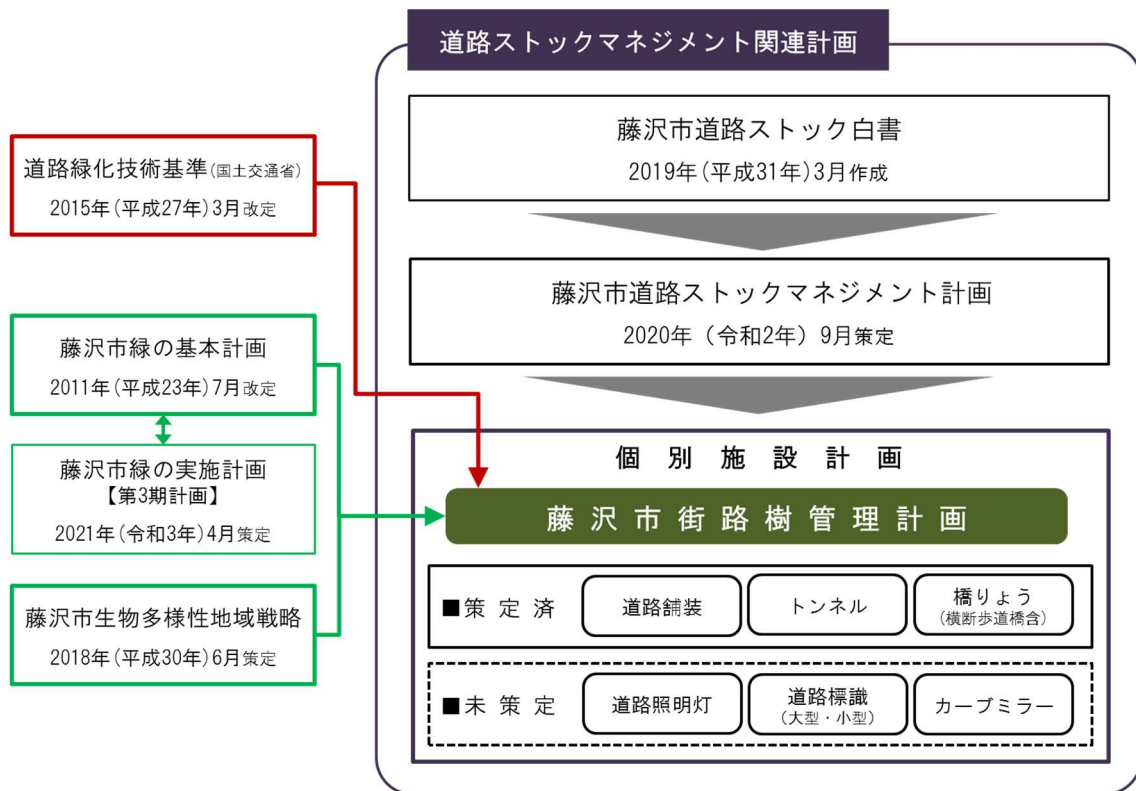 道路ストックマネジメント関連計画
藤沢市道路ストック白書
2019年(平成31年)3月作成
藤沢市道路ストックマネジメント計画
2020年（令和2年）9月策定
個別施設計画
藤沢市街路樹管理計画
■策定済
道路舗装
トンネル
橋りょう
(横断歩道橋含)
■未策定
道路照明灯
道路標識
(大型・小型)
カーブミラー
道路緑化技術基準(国土交通省)
2015年(平成27年)3月改定
藤沢市緑の基本計画
2011年(平成23年)7月改定
藤沢市緑の実施計画
【第3期計画】
2021年(令和3年)4月策定
藤沢市生物多様性地域戦略
2018年(平成30年)6月策定